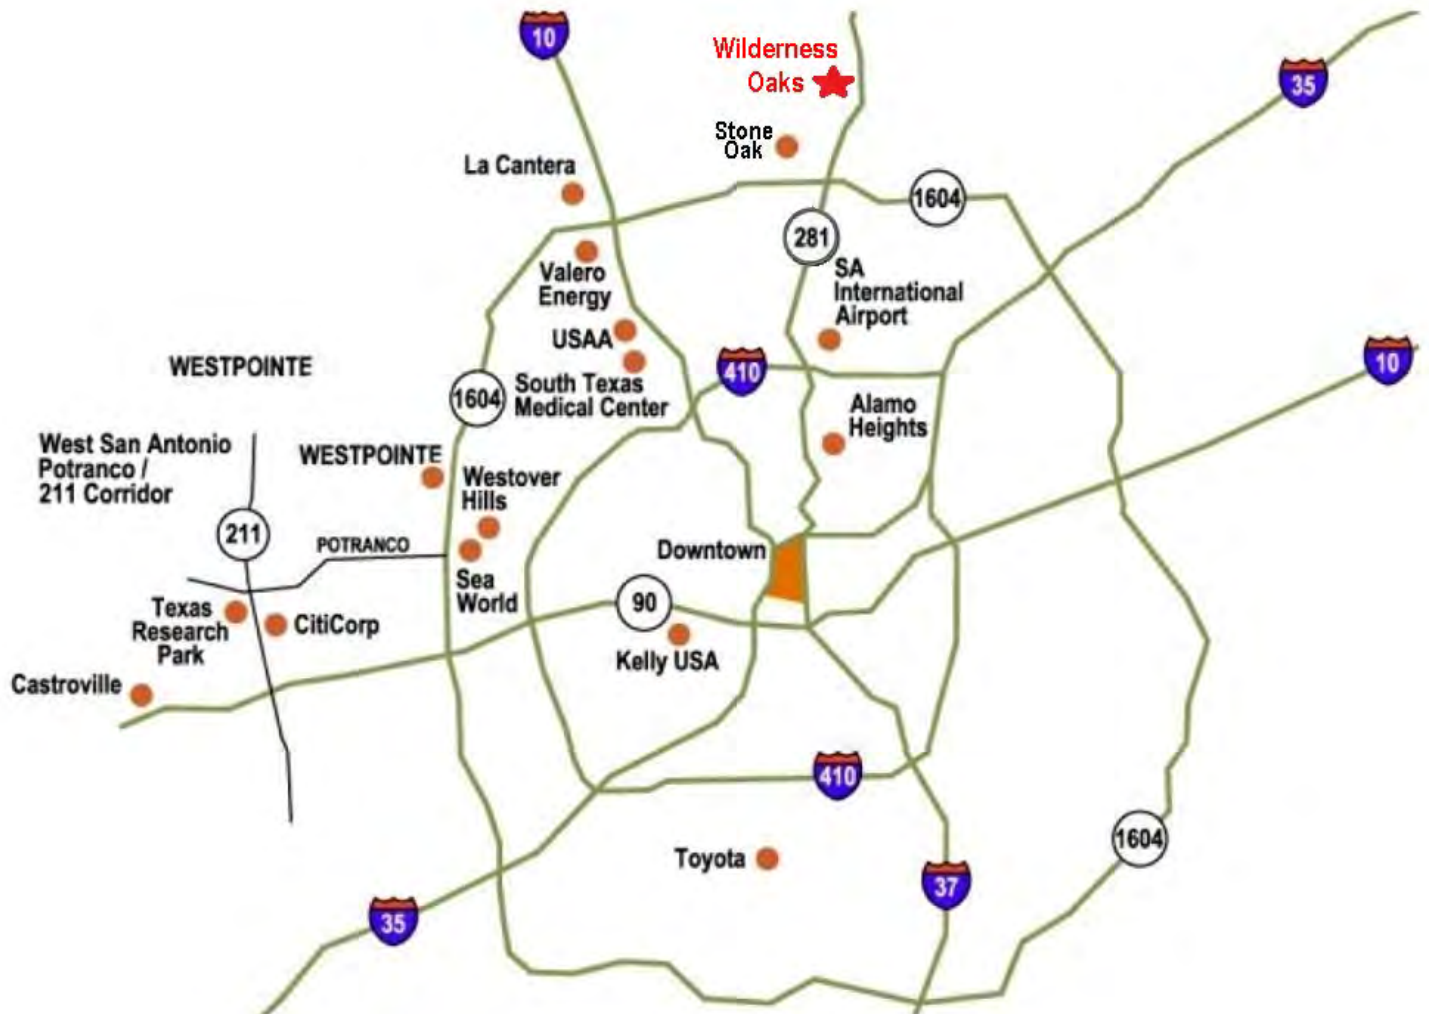 10
Wilderness
Oaks
35
Stone
Oak
La Cantera
1604
281
Valero
Energy
SA
International
Airport
USAA
WESTPOINTE
410
10
1604
South Texas
Medical Center
Alamo
Heights
West San Antonio
Potranco /
211 Corridor
WESTPOINTE
Westover
Hills
211
POTRANCO
Downtown
Sea
World
90
Texas
Research
Park
CitiCorp
Kelly USA
Castroville
410
1604
Toyota
37
35